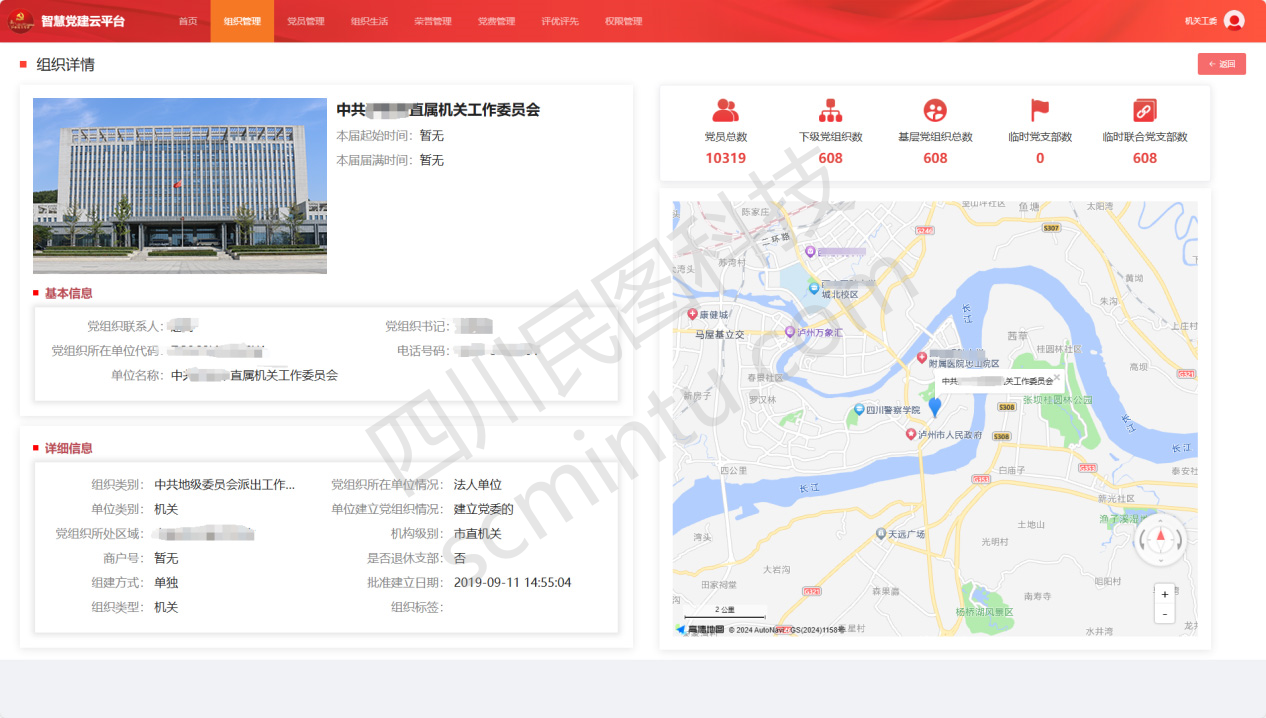 智慧党建云平台
首页 组织管理 党员管理 组织生活 荣誉管理 党费管理 评优评先 权限管理
机关工委
组织详情
← 返回
中共 直属机关工作委员会
本届起始时间: 暂无
本届届满时间: 暂无
党员总数 下级党组织数 基层党组织总数 临时党支部数 临时联合党支部数
10319 608 608 0 608
基本信息
党组织联系人:
党组织书记:
党组织所在单位代码:
电话号码:
单位名称: 中共 直属机关工作委员会
详细信息
组织类别: 中共地级委员会派出工作...
党组织所在单位情况: 法人单位
单位类别: 机关
单位建立党组织情况: 建立党委的
党组织所处区域:
机构级别: 市直机关
商户号: 暂无
是否退休支部: 否
组建方式: 单独
批准建立日期: 2019-09-11 14:55:04
组织类型: 机关
组织标签:
陈家庄
鱼塘
太阳湾
二环路
S307
苏湾村
黄坳
城北校区
朱沟
康健城
长江
马屋基立交
泸州万象汇
茜草
上庄村
桂圆林社区
附属医院忠山院区
高坝
G321
春景社区
中共 机关工作委员会
新房子
罗汉林
张坝桂圆林公园
四川警察学院
S308
长江
泸州市人民政府
S308
长江
四公里
白庙子
泰安社
长江
新光社区
渔子溪湿地
土地山
湾头
天远广场
光明村
大岩沟
昭阳村
田家祠堂
森果露
南寿寺
杨桥湖风景区
水井湾
2 公里
高德地图 © 2024 AutoNavi - GS(2024)1158号
+
-
四川民图科技
scmintu.com